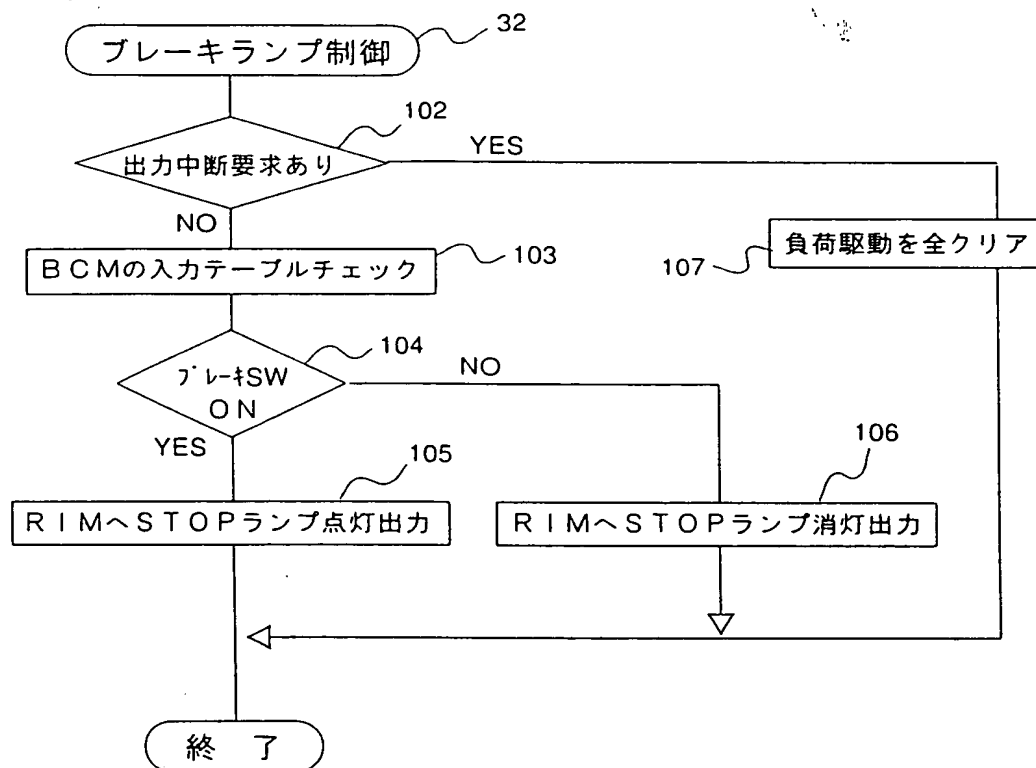 ブレーキランプ制御
32
102
出力中断要求あり
YES
NO
BCMの入力テーブルチェック
103
負荷駆動を全クリア
107
104
ブレーキSW
ON
NO
YES
105
106
RIMへSTOPランプ点灯出力
RIMへSTOPランプ消灯出力
終 了